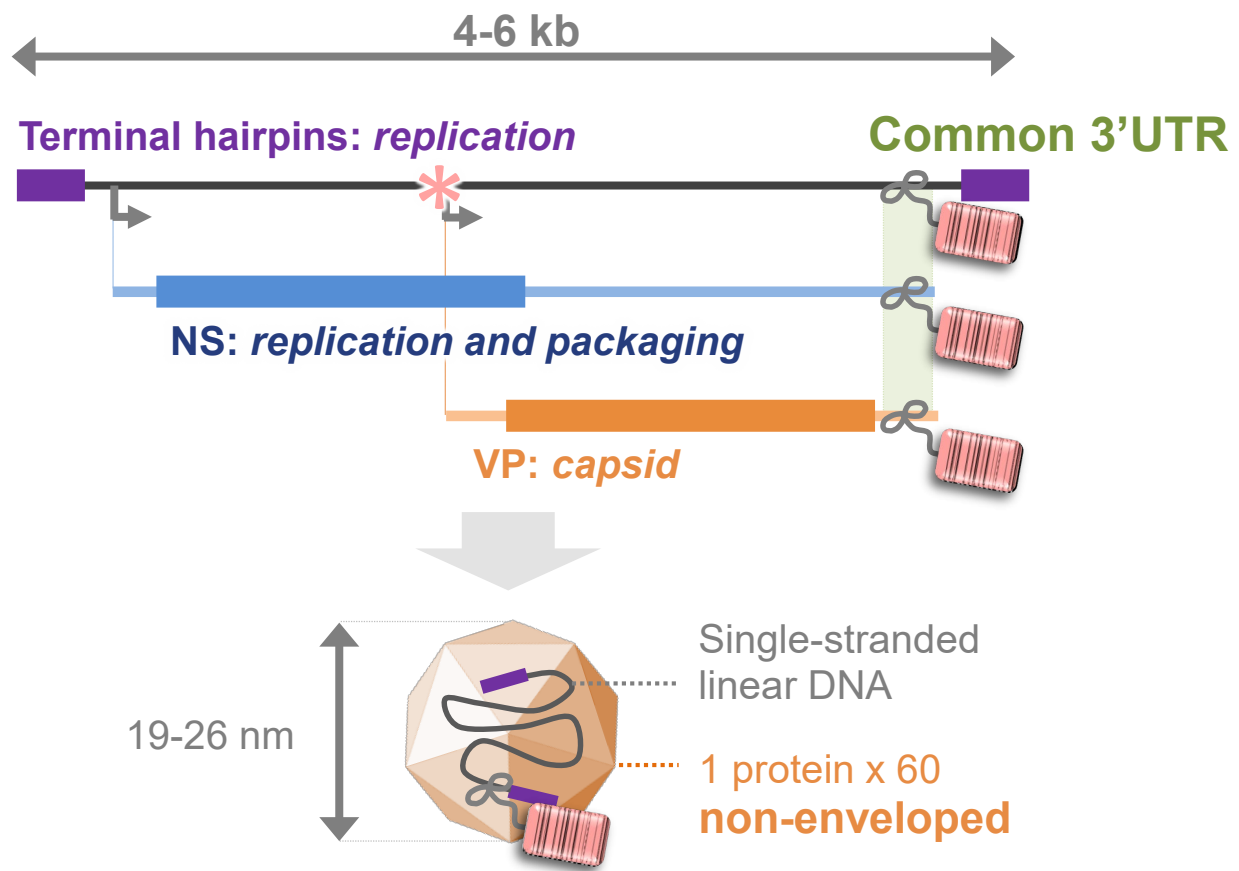 4-6 kb
Terminal hairpins: replication
Common 3’UTR
NS: replication and packaging
VP: capsid
Single-stranded
linear DNA
19-26 nm
1 protein x 60
non-enveloped